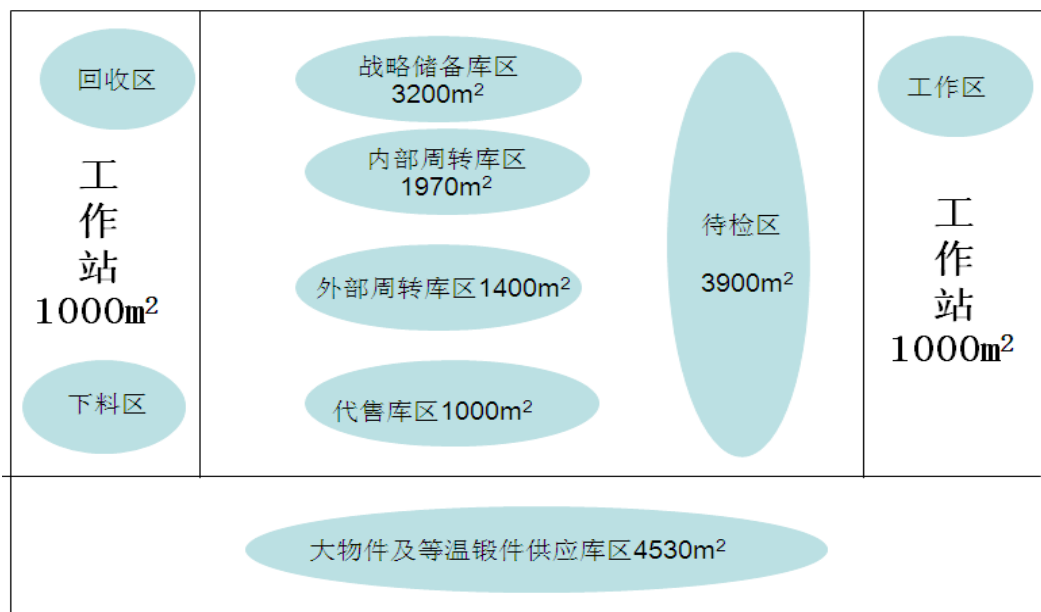 回收区
工
作
站
1000m²
下料区
战略储备库区
3200m²
内部周转库区
1970m²
外部周转库区1400m²
代售库区1000m²
待检区
3900m²
工作区
工
作
站
1000m²
大物件及等温锻件供应库区4530m²